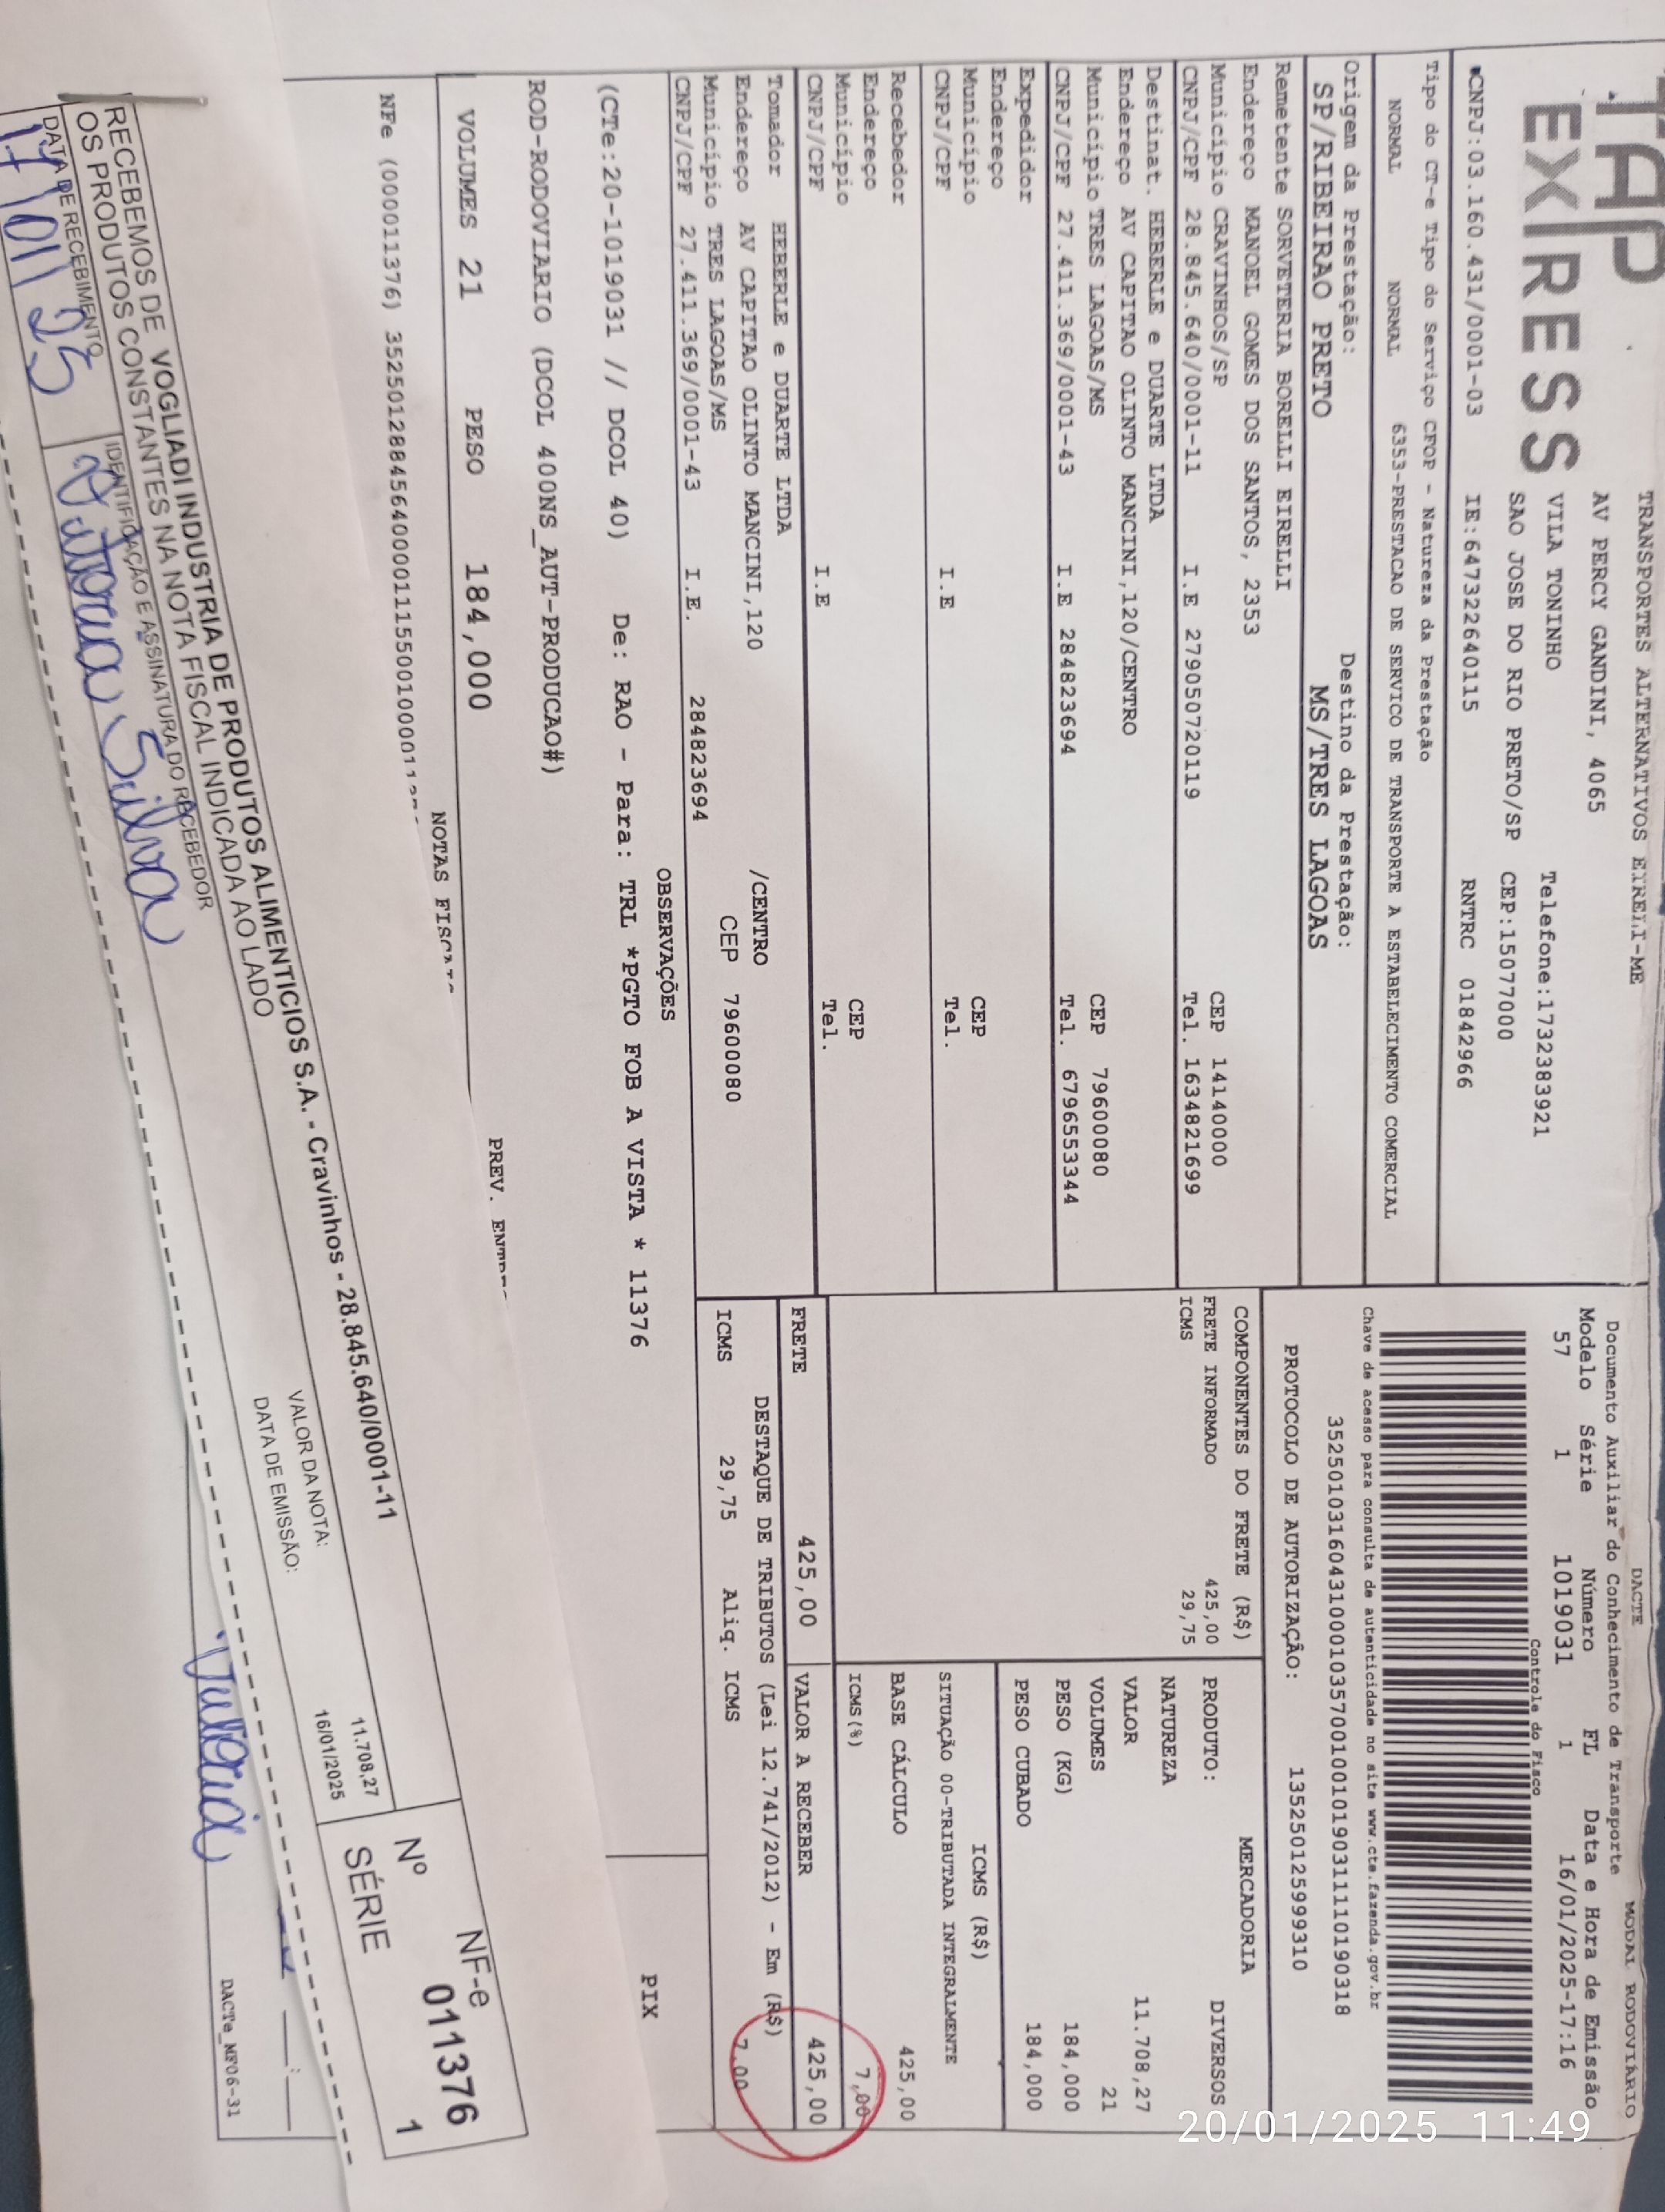 TAP
EXPRESS
TRANSPORTES ALTERNATIVOS EIRELI-ME
AV PERCY GANDINI, 4065
VILA TONINHO
Telefone:1732383921
SAO JOSE DO RIO PRETO/SP CEP:15077000
CNPJ:03.160.431/0001-03 IE:647322640115 RNTRC 01842966
DACTE
MODAL RODOVIÁRIO
Documento Auxiliar do Conhecimento de Transporte
Modelo Série Número FL Data e Hora de Emissão
57 1 1019031 1 16/01/2025-17:16
Controle do Fisco
Chave de acesso para consulta de autenticidade no site www.cte.fazenda.gov.br
35250103160431000103570010010190311110190318
PROTOCOLO DE AUTORIZAÇÃO: 135250125999310
Tipo do CT-e Tipo do Serviço CFOP - Natureza da Prestação
NORMAL NORMAL 6353-PRESTACAO DE SERVICO DE TRANSPORTE A ESTABELECIMENTO COMERCIAL
Origem da Prestação: Destino da Prestação:
SP/RIBEIRAO PRETO MS/TRES LAGOAS
Remetente SORVETERIA BORELLI EIRELLI
Endereço MANOEL GOMES DOS SANTOS, 2353
Municipio CRAVINHOS/SP CEP 14140000
CNPJ/CPF 28.845.640/0001-11 I.E 279050720119 Tel. 1634821699
Destinat. HEBERLE e DUARTE LTDA
Endereço AV CAPITAO OLINTO MANCINI,120/CENTRO
Município TRES LAGOAS/MS CEP 79600080
CNPJ/CPF 27.411.369/0001-43 I.E 284823694 Tel. 67965533344
Expedidor
Endereço
Município CEP
CNPJ/CPF I.E Tel.
Recebedor
Endereço
Município CEP
CNPJ/CPF I.E Tel.
Tomador HEBERLE e DUARTE LTDA
Endereço AV CAPITAO OLINTO MANCINI,120 /CENTRO
Município TRES LAGOAS/MS CEP 79600080
CNPJ/CPF 27.411.369/0001-43 I.E. 284823694
COMPONENTES DO FRETE (R$)
FRETE INFORMADO 425,00
ICMS 29,75
MERCADORIA
PRODUTO: DIVERSOS
NATUREZA
VALOR 11.708,27
VOLUMES 21
PESO (KG) 184,000
PESO CUBADO 184,000
ICMS (R$)
SITUAÇÃO 00-TRIBUTADA INTEGRALMENTE
BASE CÁLCULO 425,00
ICMS(%) 7,00
FRETE 425,00 VALOR A RECEBER 425,00
DESTAQUE DE TRIBUTOS (Lei 12.741/2012) - Em (R$)
ICMS 29,75 Aliq. ICMS 7,00
OBSERVAÇÕES
(CTe:20-1019031 // DCOL 40) De: RAO - Para: TRL *PGTO FOB A VISTA * 11376
PIX
ROD-RODOVIARIO (DCOL 400NS_AUT-PRODUCAO#)
VOLUMES 21 PESO 184,000
PREV.
NOTAS
NFe (000011376)
RECEBEMOS DE VOGLIADI INDUSTRIA DE PRODUTOS ALIMENTICIOS S.A. - Cravinhos - 28.845.640/0001-11
OS PRODUTOS CONSTANTES NA NOTA FISCAL INDICADA AO LADO
VALOR DA NOTA: 11.708,27
DATA DE EMISSÃO: 16/01/2025
DATA DE RECEBIMENTO
17/01/25
IDENTIFICAÇÃO E ASSINATURA DO RECEBEDOR
Silva
NF-e
Nº 011376
SÉRIE 1
DACTe_MF06-31
20/01/2025 11:49